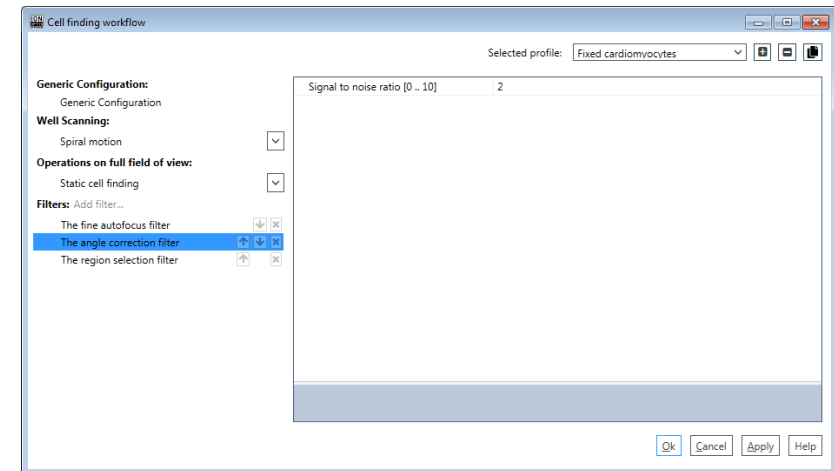 Cell finding workflow
Selected profile: Fixed cardiomyocytes
Generic Configuration:
Generic Configuration
Well Scanning:
Spiral motion
Operations on full field of view:
Static cell finding
Filters: Add filter...
The fine autofocus filter
The angle correction filter
The region selection filter
Signal to noise ratio [0 .. 10] 2
Ok Cancel Apply Help